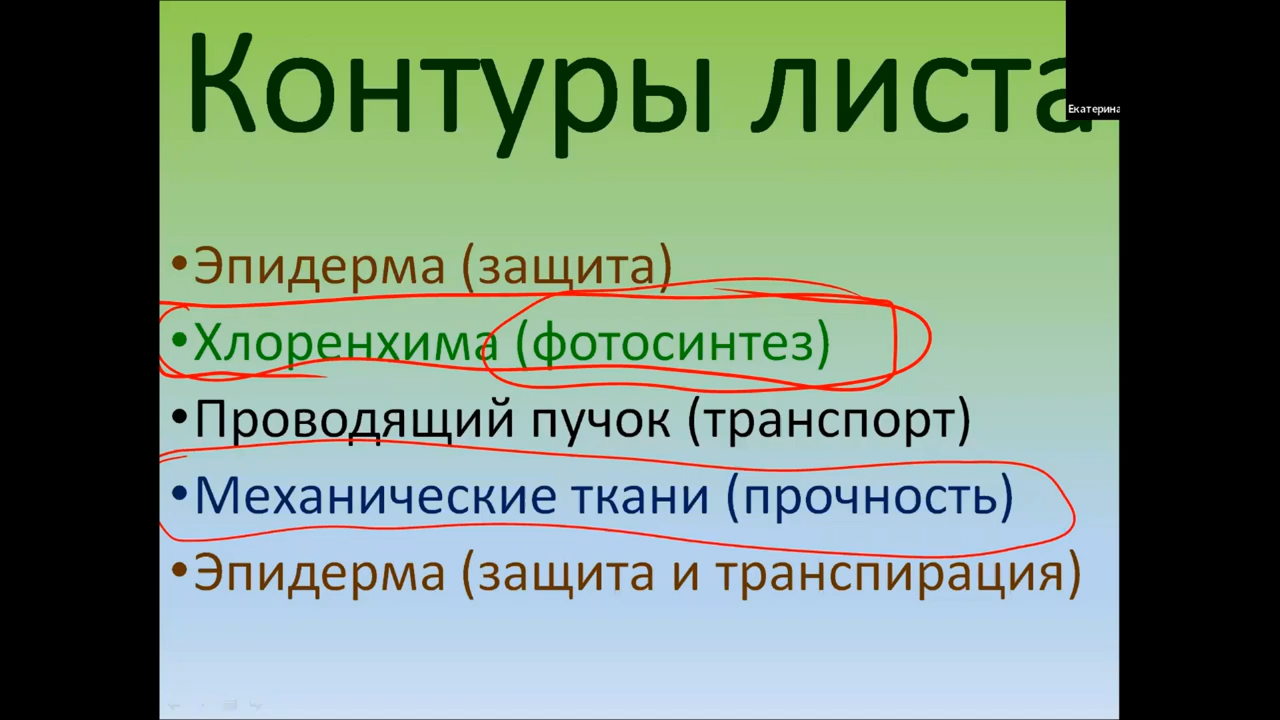 Контуры листа
Екатерина
•Эпидерма (защита)
•Хлоренхима (фотосинтез)
•Проводящий пучок (транспорт)
•Механические ткани (прочность)
•Эпидерма (защита и транспирация)